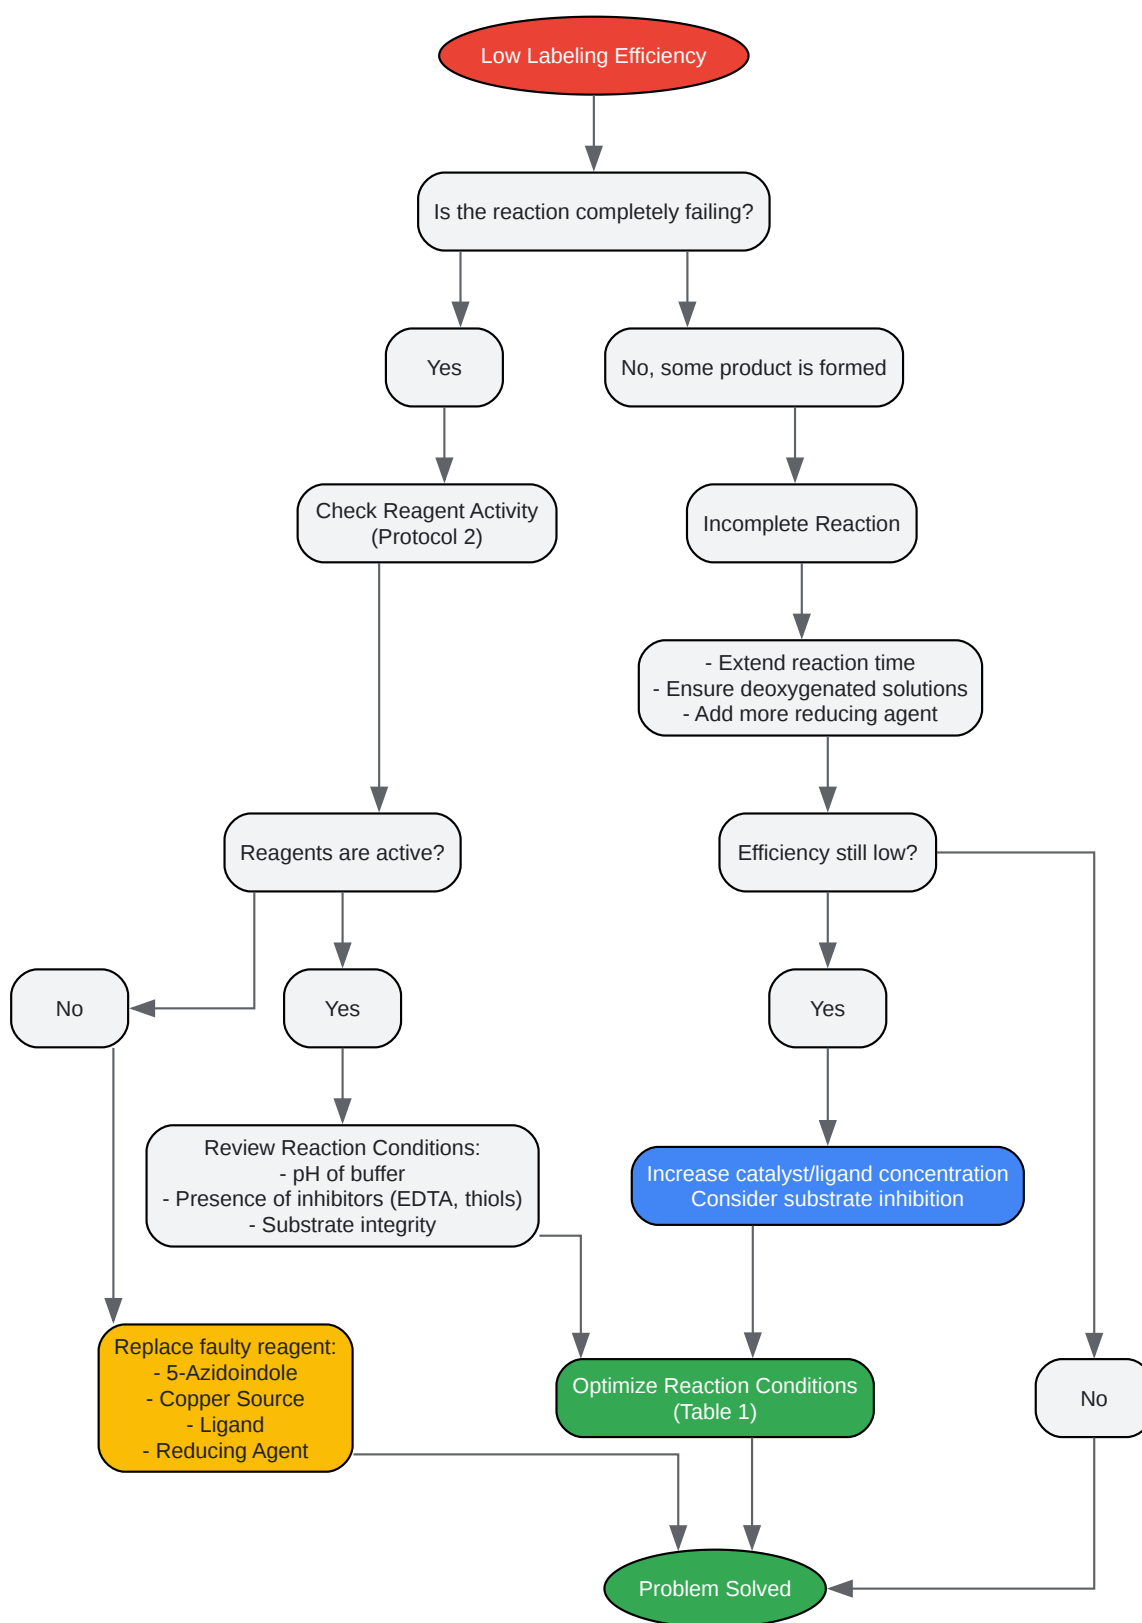 Low Labeling Efficiency
Is the reaction completely failing?
Yes
No, some product is formed
Check Reagent Activity
(Protocol 2)
Incomplete Reaction
- Extend reaction time
- Ensure deoxygenated solutions
- Add more reducing agent
Reagents are active?
Efficiency still low?
No
Yes
Yes
Review Reaction Conditions:
- pH of buffer
- Presence of inhibitors (EDTA, thiols)
- Substrate integrity
Increase catalyst/ligand concentration
Consider substrate inhibition
Replace faulty reagent:
- 5-Azidoindole
- Copper Source
- Ligand
- Reducing Agent
Optimize Reaction Conditions
(Table 1)
No
Problem Solved